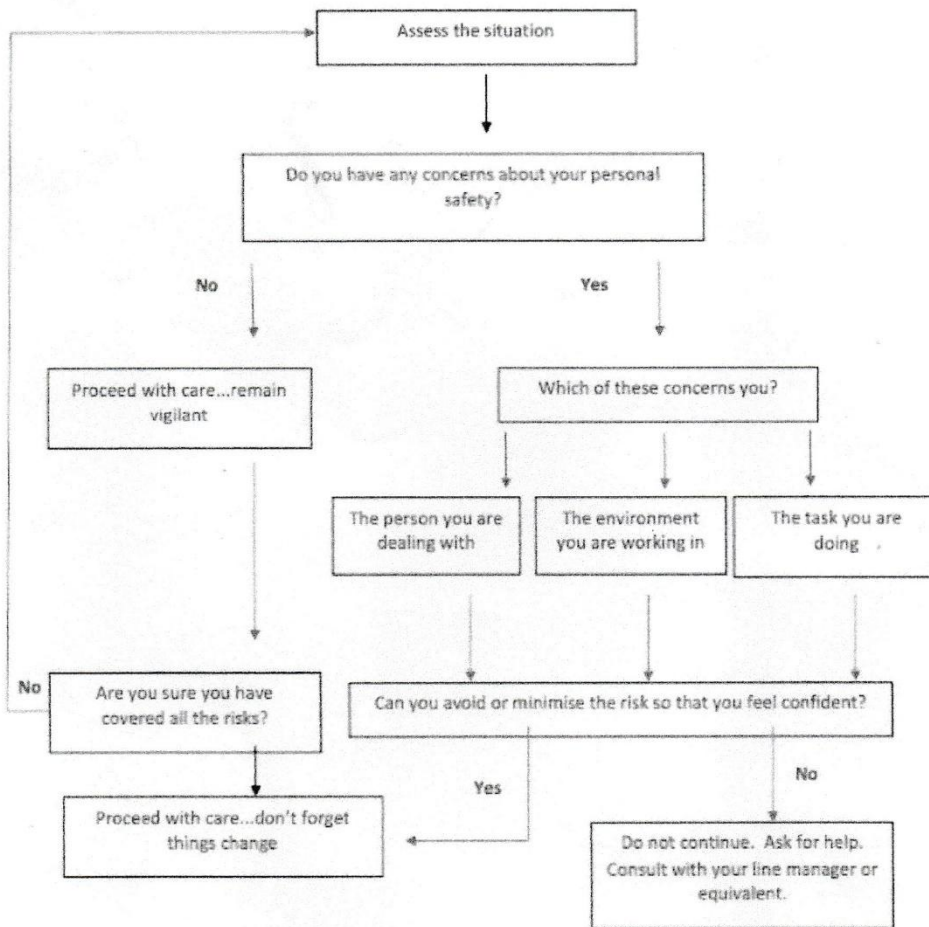 Assess the situation
Do you have any concerns about your personal
safety?
No
Yes
Proceed with care...remain
vigilant
Which of these concerns you?
The person you are
dealing with
The environment
you are working in
The task you are
doing
No
Are you sure you have
covered all the risks?
Can you avoid or minimise the risk so that you feel confident?
Yes
No
Proceed with care...don't forget
things change
Do not continue. Ask for help.
Consult with your line manager or
equivalent.